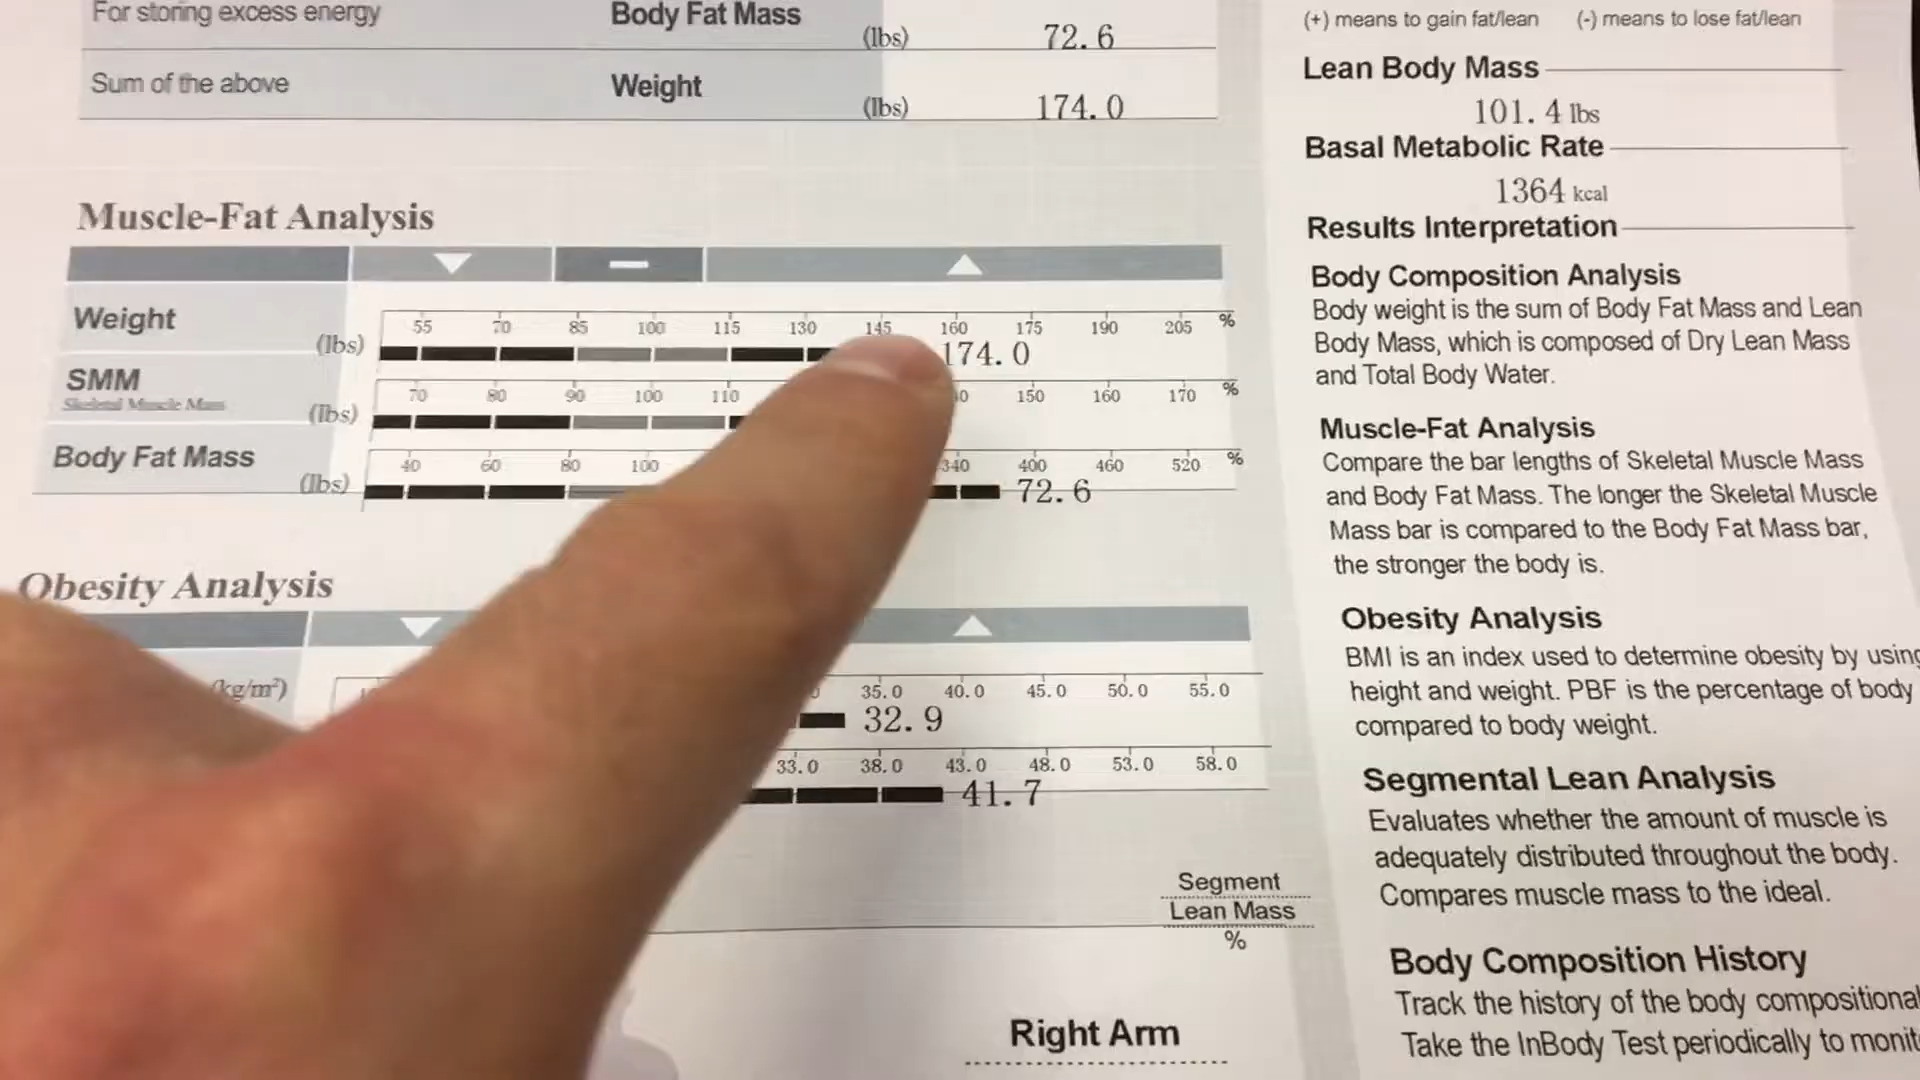 For storing excess energy Body Fat Mass (lbs) 72.6
Sum of the above Weight (lbs) 174.0
Muscle-Fat Analysis
Weight (lbs) 55 70 85 100 115 130 145 160 175 190 205 %
174.0
SMM
Skeletal Muscle Mass (lbs) 70 80 90 100 110 150 160 170 %
Body Fat Mass (lbs) 40 60 80 100 340 400 460 520 %
72.6
Obesity Analysis
(kg/m²) 35.0 40.0 45.0 50.0 55.0
32.9
33.0 38.0 43.0 48.0 53.0 58.0
41.7
Segment
Lean Mass
%
Right Arm
(+) means to gain fat/lean (-) means to lose fat/lean
Lean Body Mass
101.4 lbs
Basal Metabolic Rate
1364 kcal
Results Interpretation
Body Composition Analysis
Body weight is the sum of Body Fat Mass and Lean
Body Mass, which is composed of Dry Lean Mass
and Total Body Water.
Muscle-Fat Analysis
Compare the bar lengths of Skeletal Muscle Mass
and Body Fat Mass. The longer the Skeletal Muscle
Mass bar is compared to the Body Fat Mass bar,
the stronger the body is.
Obesity Analysis
BMI is an index used to determine obesity by using
height and weight. PBF is the percentage of body
compared to body weight.
Segmental Lean Analysis
Evaluates whether the amount of muscle is
adequately distributed throughout the body.
Compares muscle mass to the ideal.
Body Composition History
Track the history of the body compositional
Take the InBody Test periodically to